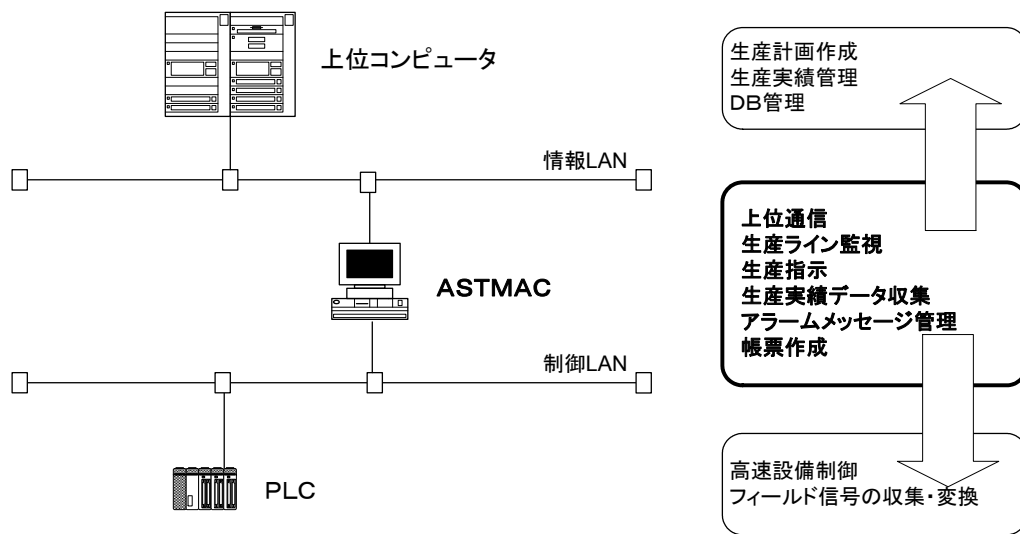 上位コンピュータ
情報LAN
ASTMAC
制御LAN
PLC
生産計画作成
生産実績管理
DB管理
上位通信
生産ライン監視
生産指示
生産実績データ収集
アラームメッセージ管理
帳票作成
高速設備制御
フィールド信号の収集・変換